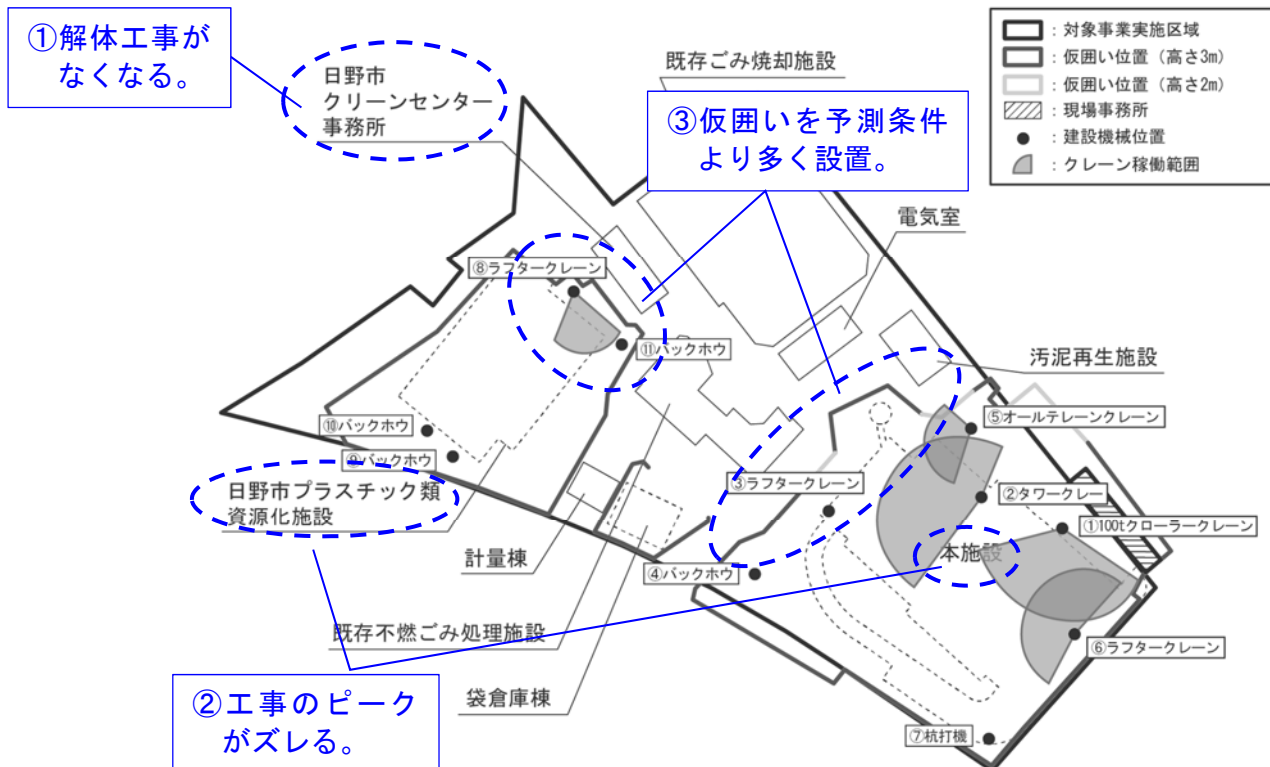 ①解体工事が
なくなる。
日野市
クリーンセンター
事務所
既存ごみ焼却施設
③仮囲いを予測条件
より多く設置。
：対象事業実施区域
：仮囲い位置（高さ3m）
：仮囲い位置（高さ2m）
：現場事務所
：建設機械位置
：クレーン稼働範囲
電気室
⑧ラフタークレーン
⑪バックホウ
汚泥再生施設
⑤オールテレーンクレーン
⑩バックホウ
⑨バックホウ
③ラフタークレーン
②タワークレー
日野市プラスチック類
資源化施設
①100tクローラークレーン
本施設
計量棟
④バックホウ
既存不燃ごみ処理施設
⑥ラフタークレーン
袋倉庫棟
②工事のピーク
がズレる。
⑦杭打機